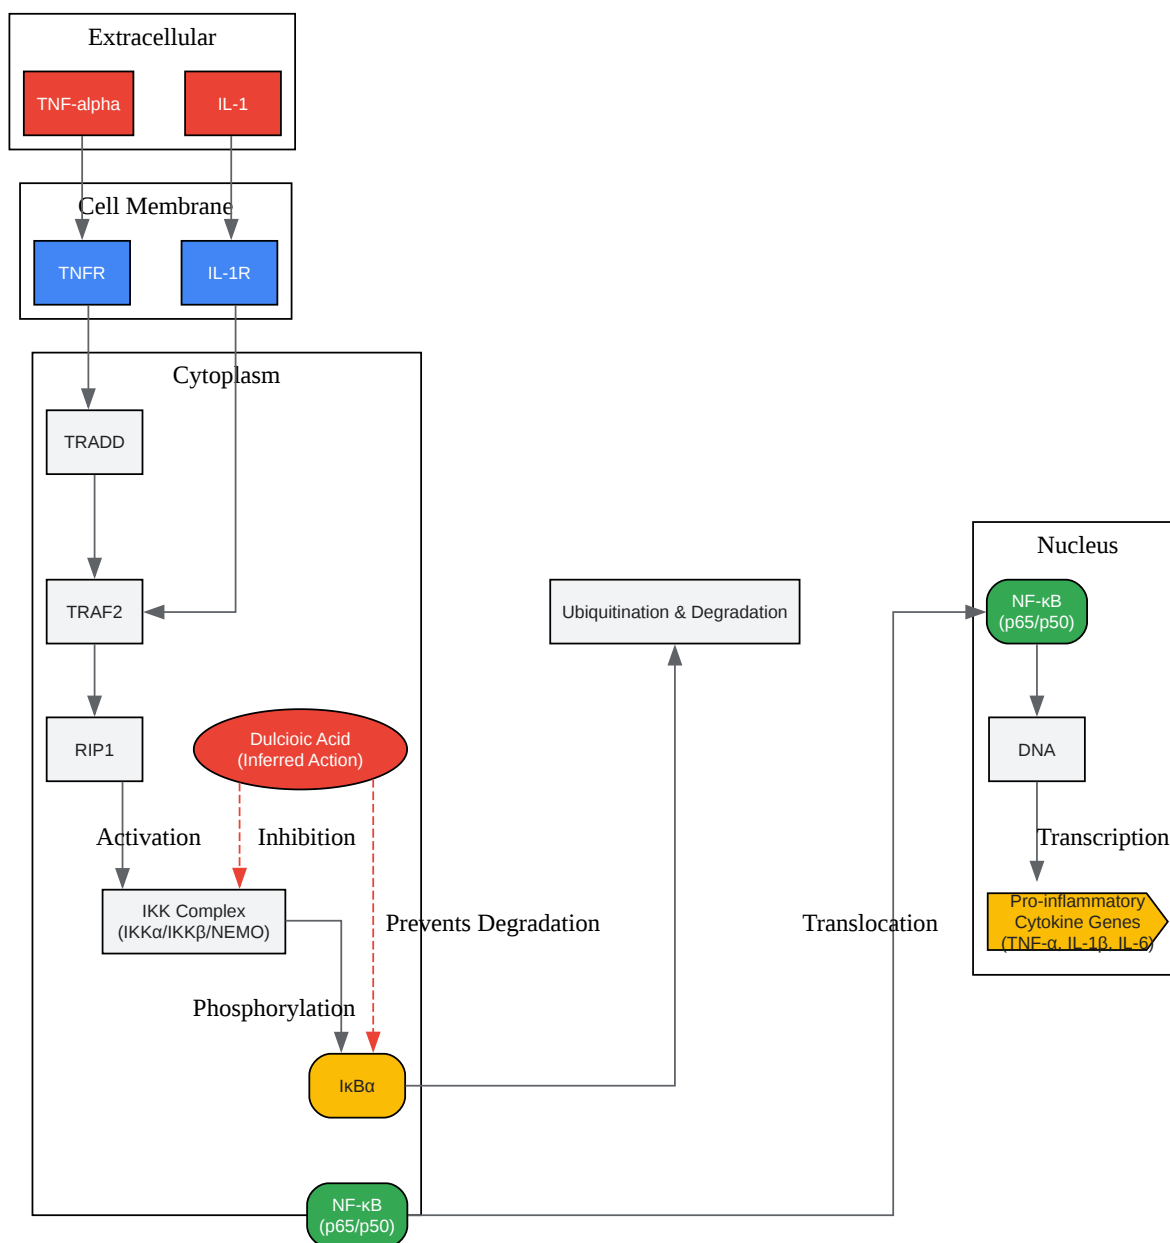 Extracellular
TNF-alpha
IL-1
Cell Membrane
TNFR
IL-1R
Cytoplasm
TRADD
TRAF2
RIP1
Dulcioic Acid
(Inferred Action)
Activation
Inhibition
IKK Complex
(IKKα/IKKβ/NEMO)
Prevents Degradation
Phosphorylation
IκBα
NF-κB
(p65/p50)
Ubiquitination & Degradation
Translocation
Nucleus
NF-κB
(p65/p50)
DNA
Transcription
Pro-inflammatory
Cytokine Genes
(TNF-α, IL-1β, IL-6)